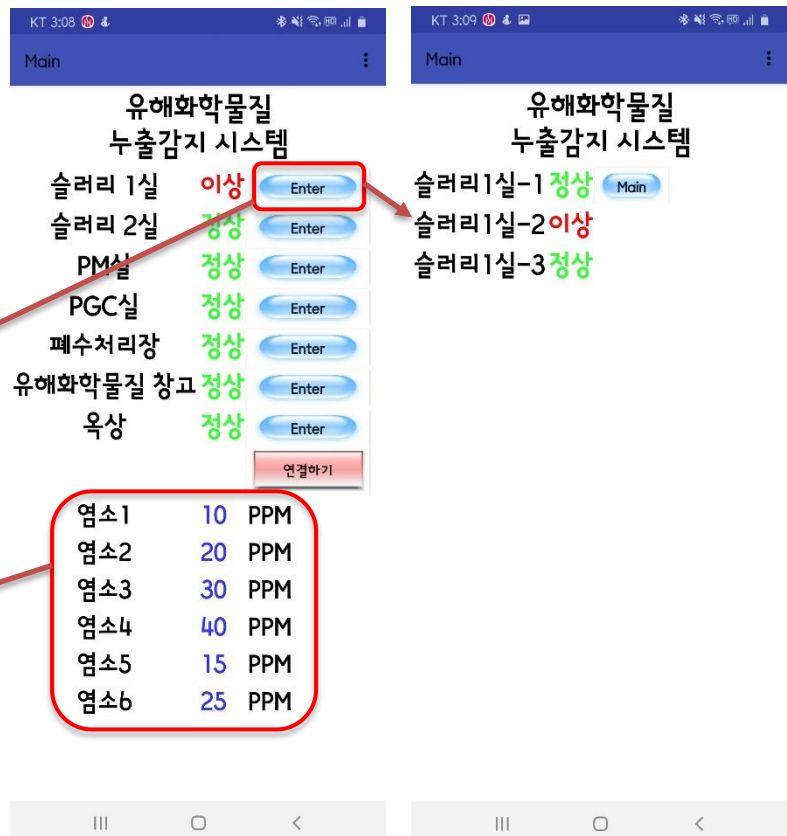 KT 3:08
Main
유해화학물질
누출감지 시스템
슬러리 1실 이상 Enter
슬러리 2실 정상 Enter
PM실 정상 Enter
PGC실 정상 Enter
폐수처리장 정상 Enter
유해화학물질 창고 정상 Enter
옥상 정상 Enter
연결하기
염소1 10 PPM
염소2 20 PPM
염소3 30 PPM
염소4 40 PPM
염소5 15 PPM
염소6 25 PPM
KT 3:09
Main
유해화학물질
누출감지 시스템
슬러리1실-1 정상 Main
슬러리1실-2 이상
슬러리1실-3 정상